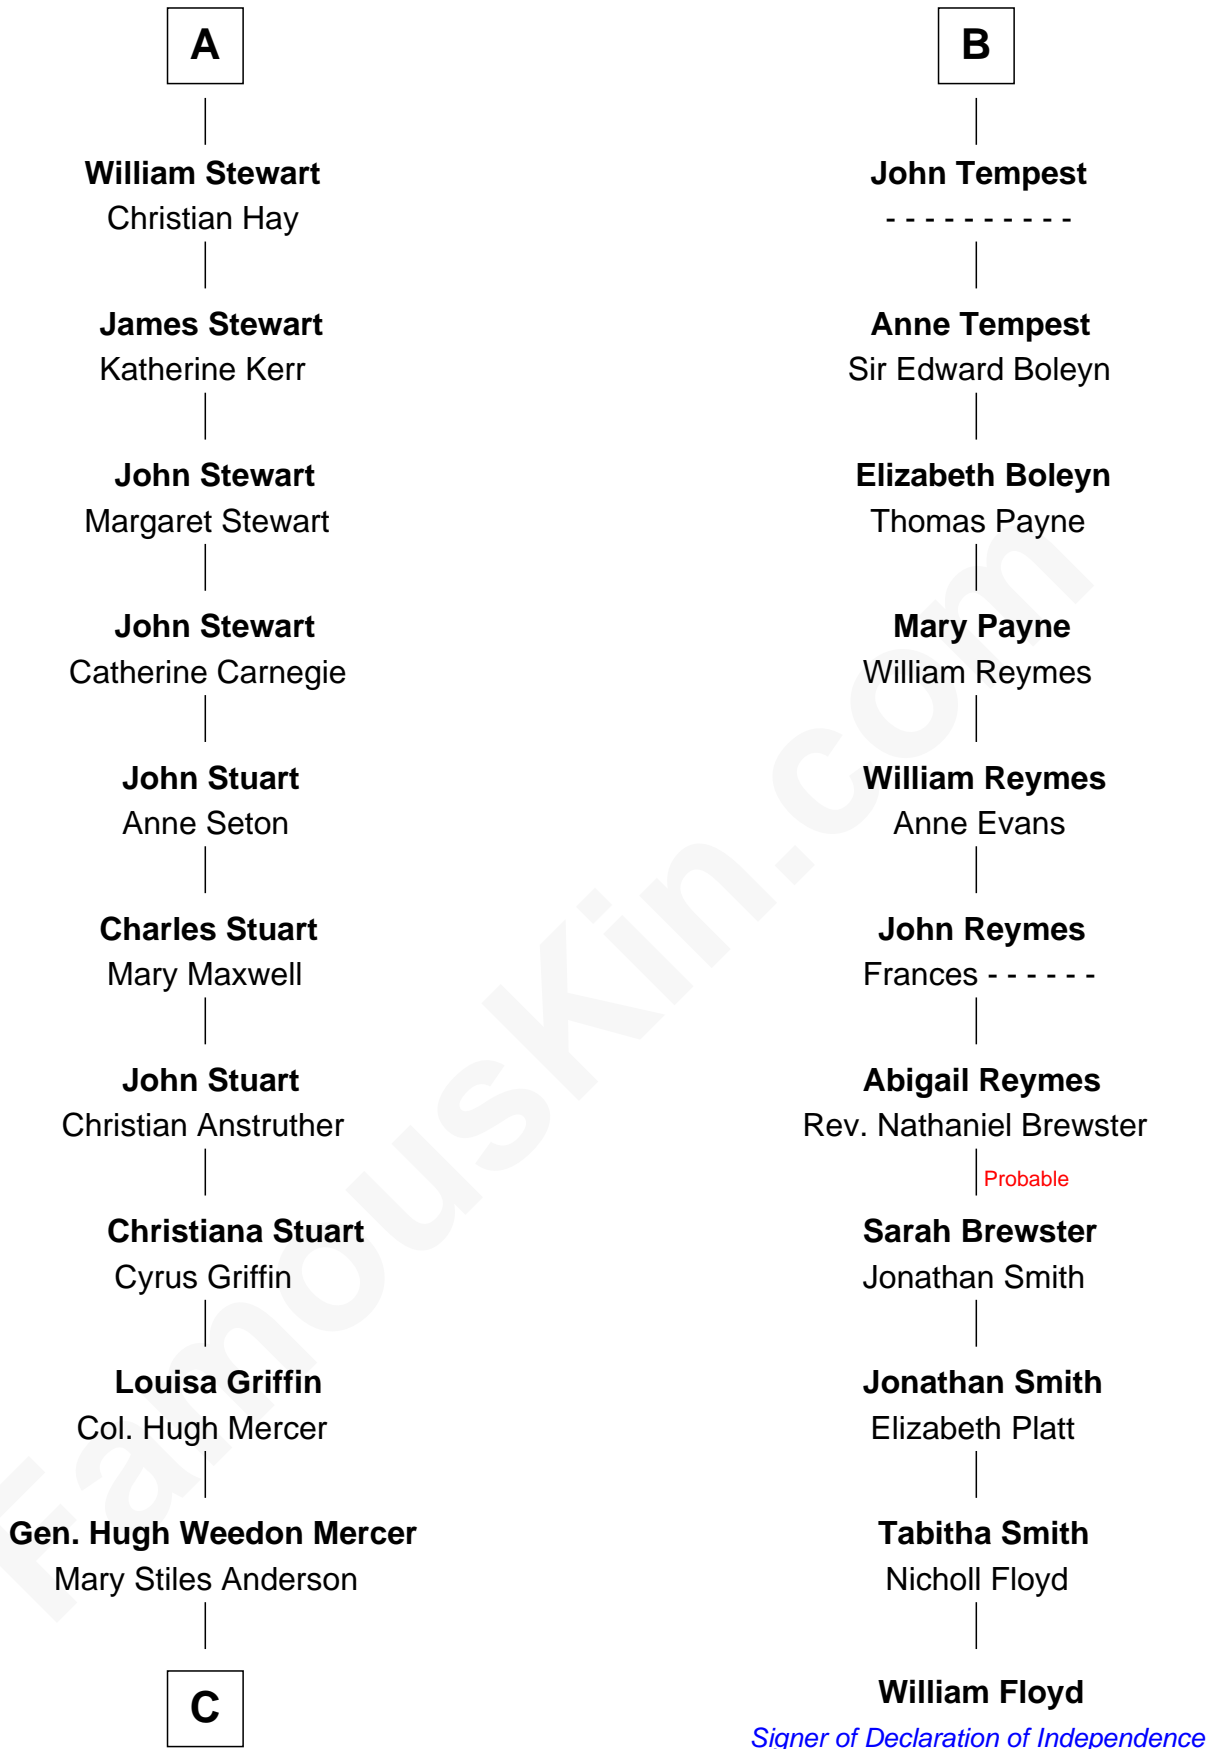 A
William Stewart
Christian Hay
James Stewart
Katherine Kerr
John Stewart
Margaret Stewart
John Stewart
Catherine Carnegie
John Stuart
Anne Seton
Charles Stuart
Mary Maxwell
John Stuart
Christian Anstruther
Christiana Stuart
Cyrus Griffin
Louisa Griffin
Col. Hugh Mercer
Gen. Hugh Weedon Mercer
Mary Stiles Anderson
C
B
John Tempest
- - - - - - - - - -
Anne Tempest
Sir Edward Boleyn
Elizabeth Boleyn
Thomas Payne
Mary Payne
William Reymes
William Reymes
Anne Evans
John Reymes
Frances - - - - - -
Abigail Reymes
Rev. Nathaniel Brewster
Probable
Sarah Brewster
Jonathan Smith
Jonathan Smith
Elizabeth Platt
Tabitha Smith
Nicholl Floyd
William Floyd
Signer of Declaration of Independence
FamousKin.com